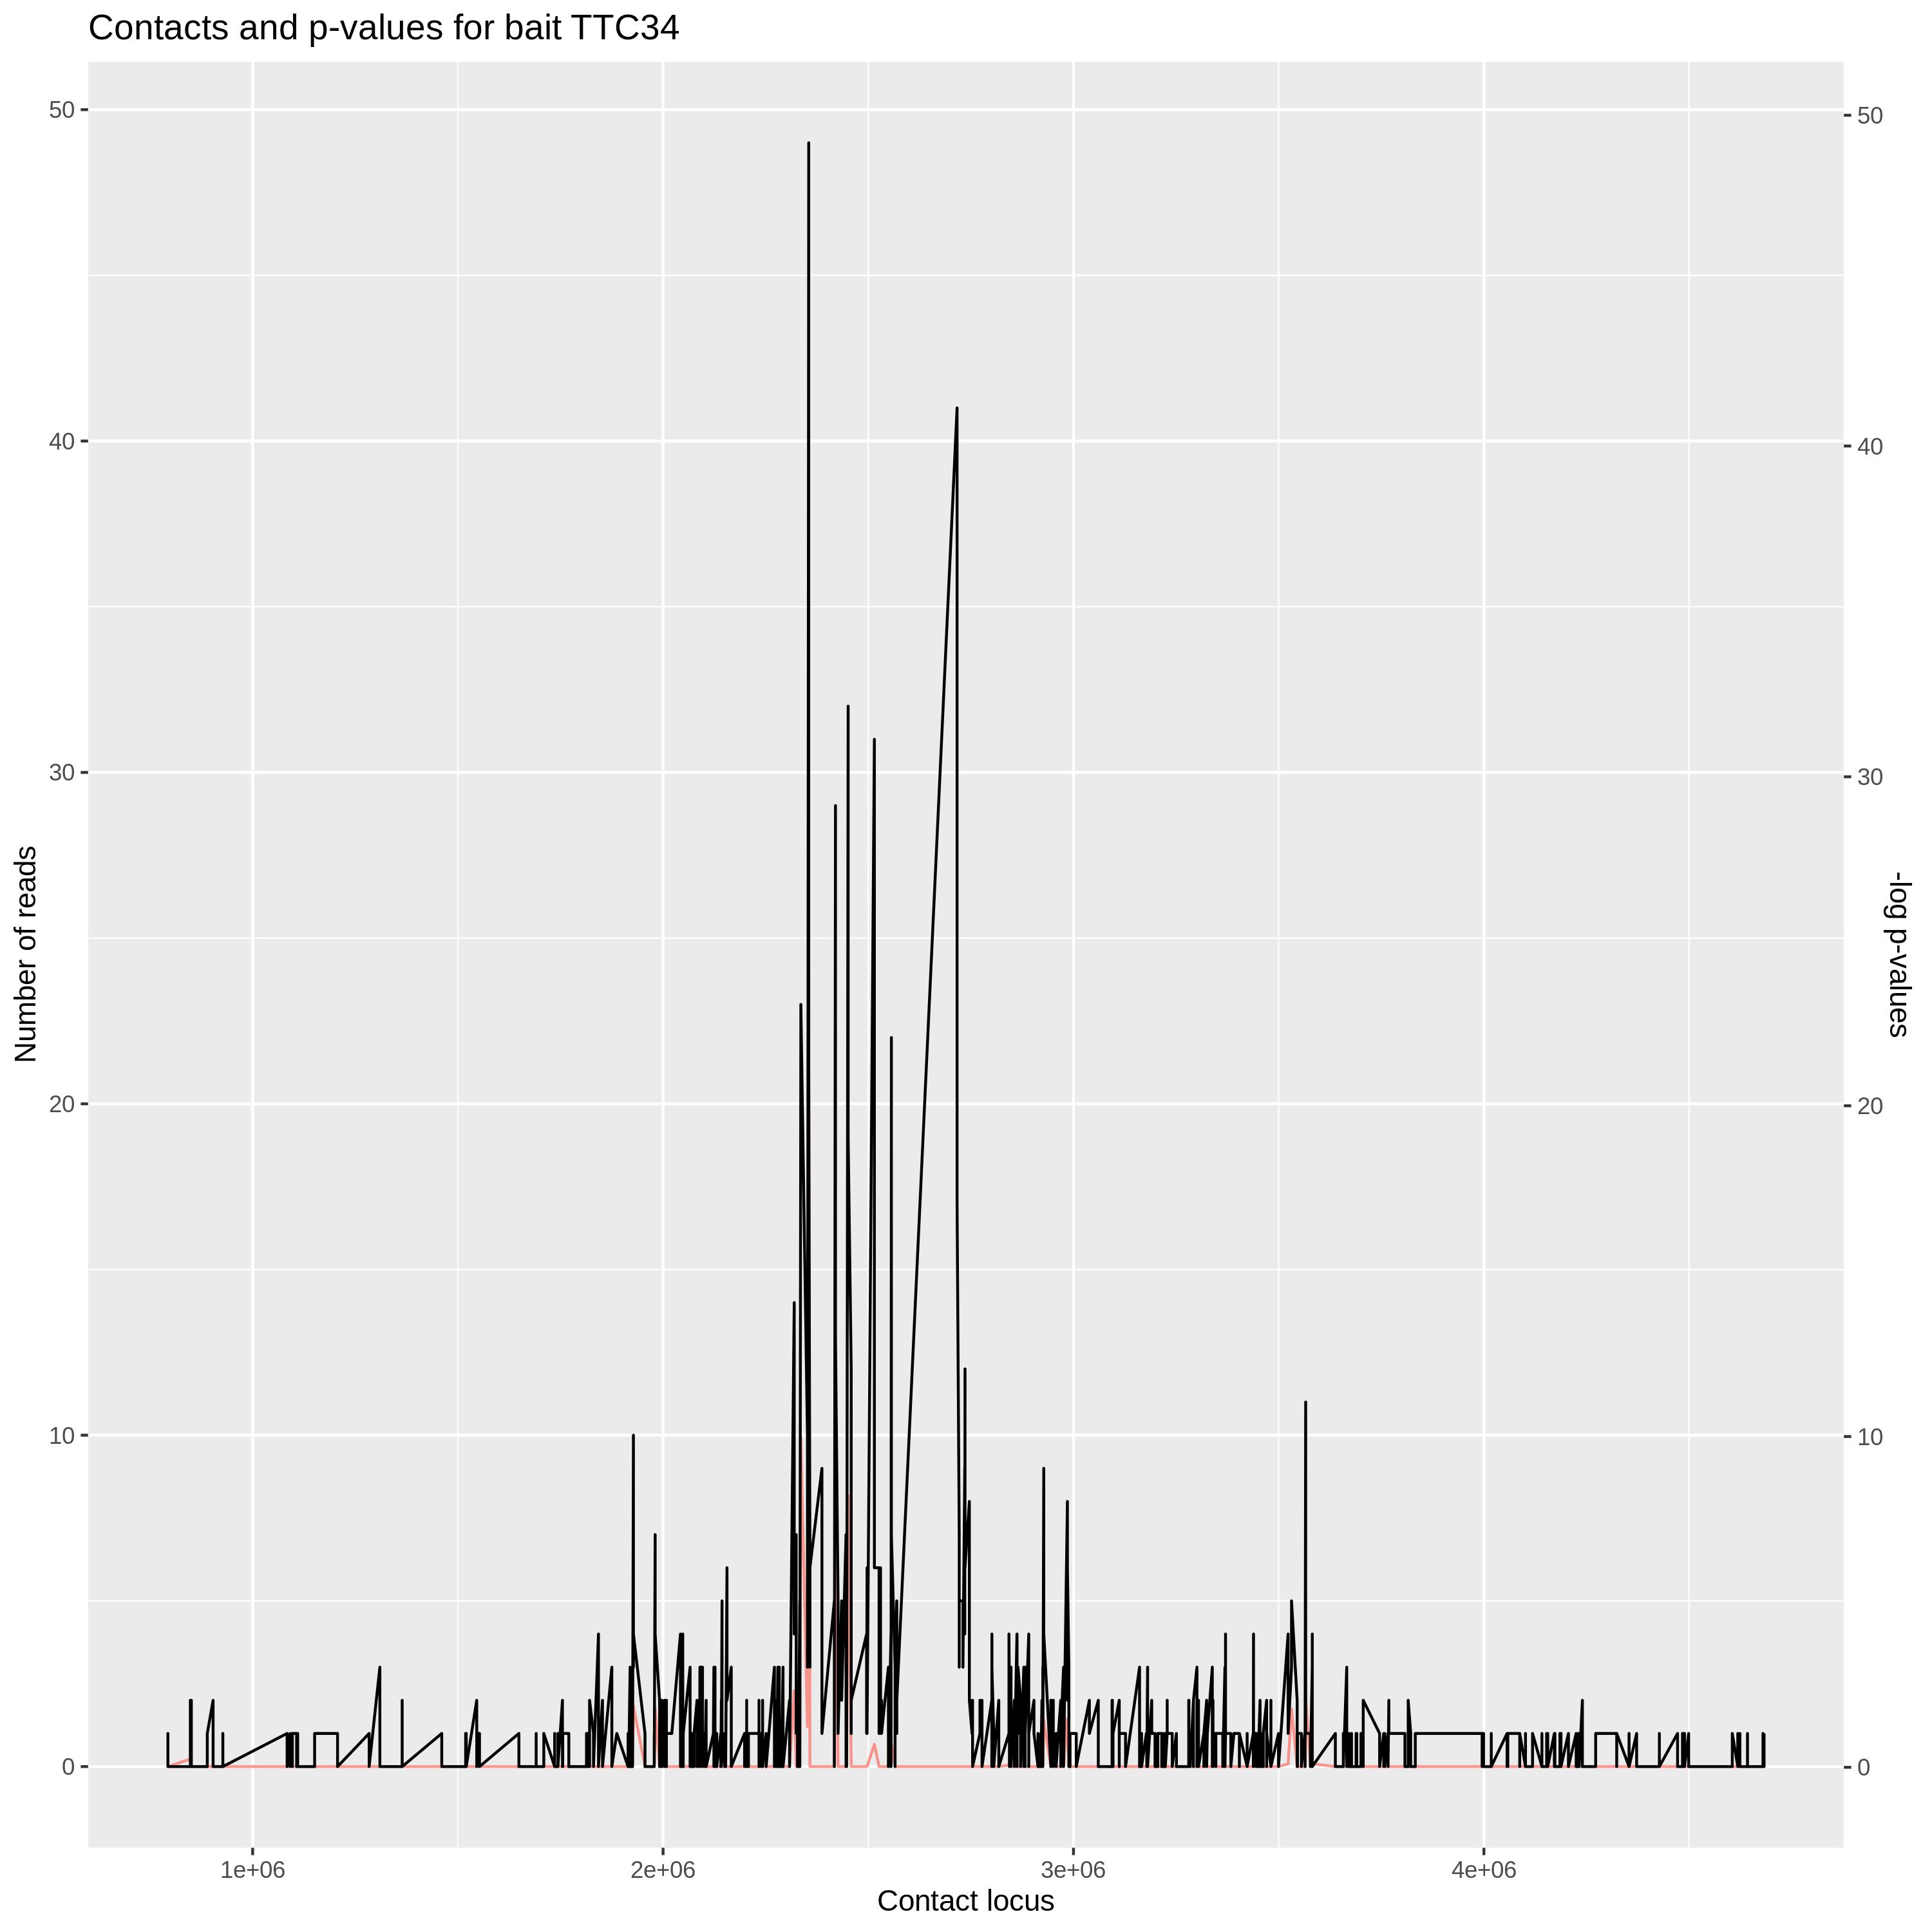 Contacts and p-values for bait TTC34
50
40
30
20
10
0
50
40
30
20
10
0
Number of reads
-log p-values
1e+06
2e+06
3e+06
4e+06
Contact locus